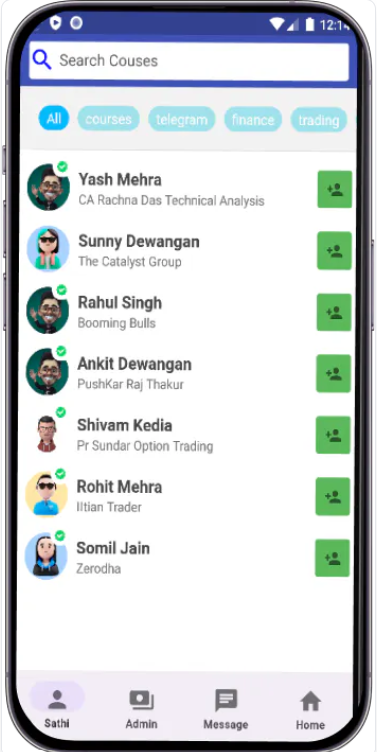 12:14
Search Couses
All courses telegram finance trading
Yash Mehra
CA Rachna Das Technical Analysis
Sunny Dewangan
The Catalyst Group
Rahul Singh
Booming Bulls
Ankit Dewangan
PushKar Raj Thakur
Shivam Kedia
Pr Sundar Option Trading
Rohit Mehra
IItian Trader
Somil Jain
Zerodha
Sathi Admin Message Home